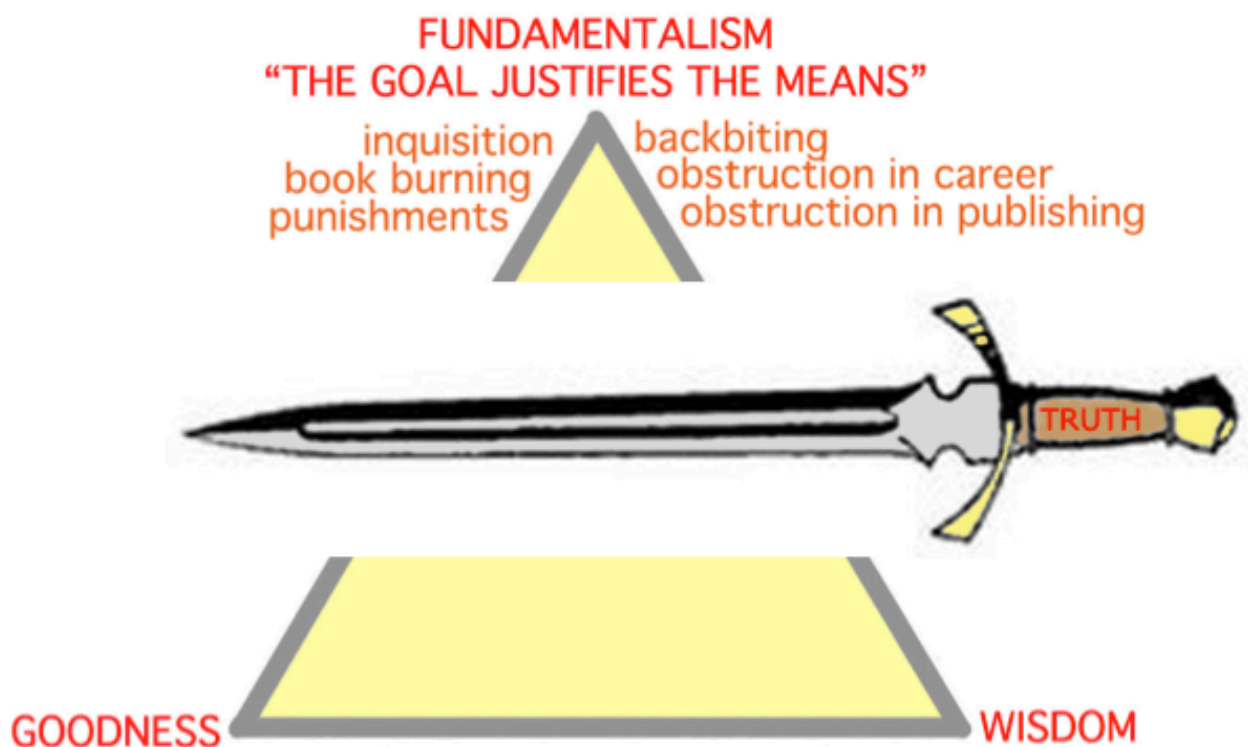 FUNDAMENTALISM
“THE GOAL JUSTIFIES THE MEANS”
inquisition
book burning
punishments
backbiting
obstruction in career
obstruction in publishing
TRUTH
GOODNESS
WISDOM